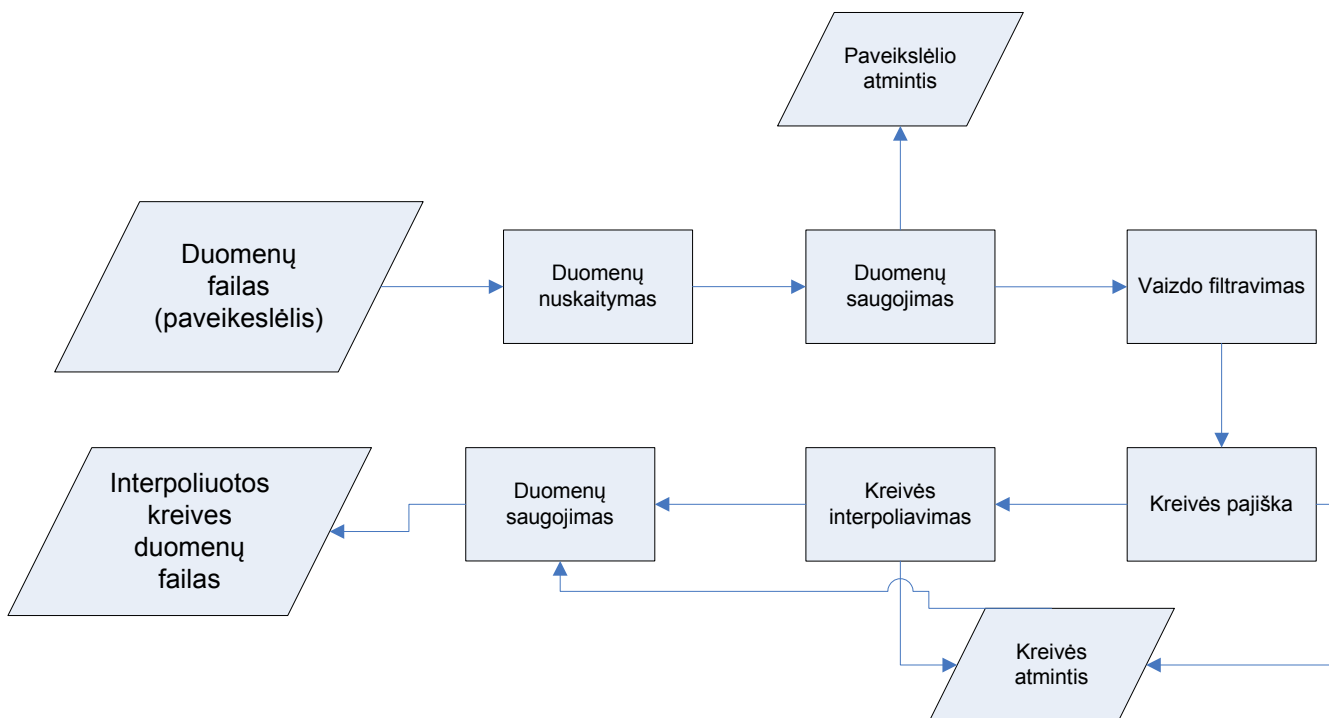 Paveikslėlio
atmintis
Duomenų
failas
(paveikeslėlis)
Duomenų
nuskaitymas
Duomenų
saugojimas
Vaizdo filtravimas
Interpoliuotos
kreives
duomenų
failas
Duomenų
saugojimas
Kreivės
interpoliavimas
Kreivės pajiška
Kreivės
atmintis